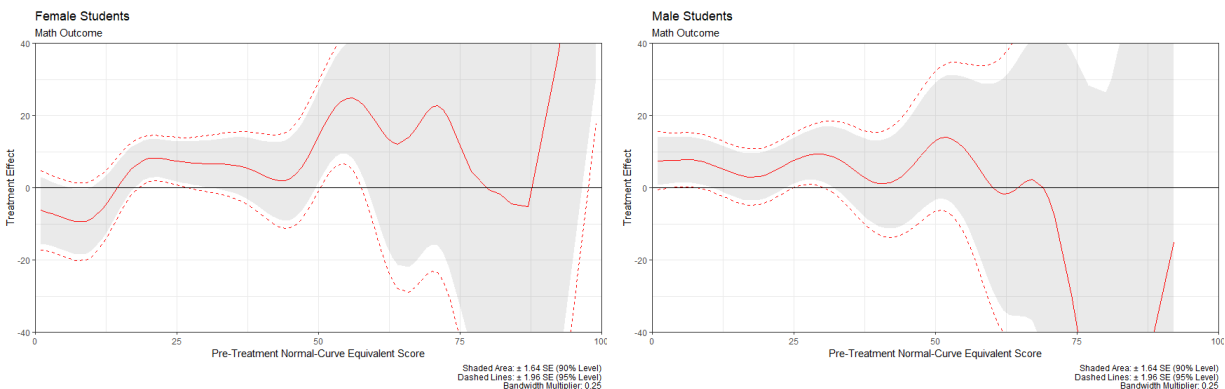 Female Students
Math Outcome
40
20
0
-20
-40
Treatment Effect
0
25
50
75
100
Pre-Treatment Normal-Curve Equivalent Score
Shaded Area: ± 1.64 SE (90% Level)
Dashed Lines: ± 1.96 SE (95% Level)
Bandwidth Multiplier: 0.25
Male Students
Math Outcome
40
20
0
-20
-40
Treatment Effect
0
25
50
75
100
Pre-Treatment Normal-Curve Equivalent Score
Shaded Area: ± 1.64 SE (90% Level)
Dashed Lines: ± 1.96 SE (95% Level)
Bandwidth Multiplier: 0.25